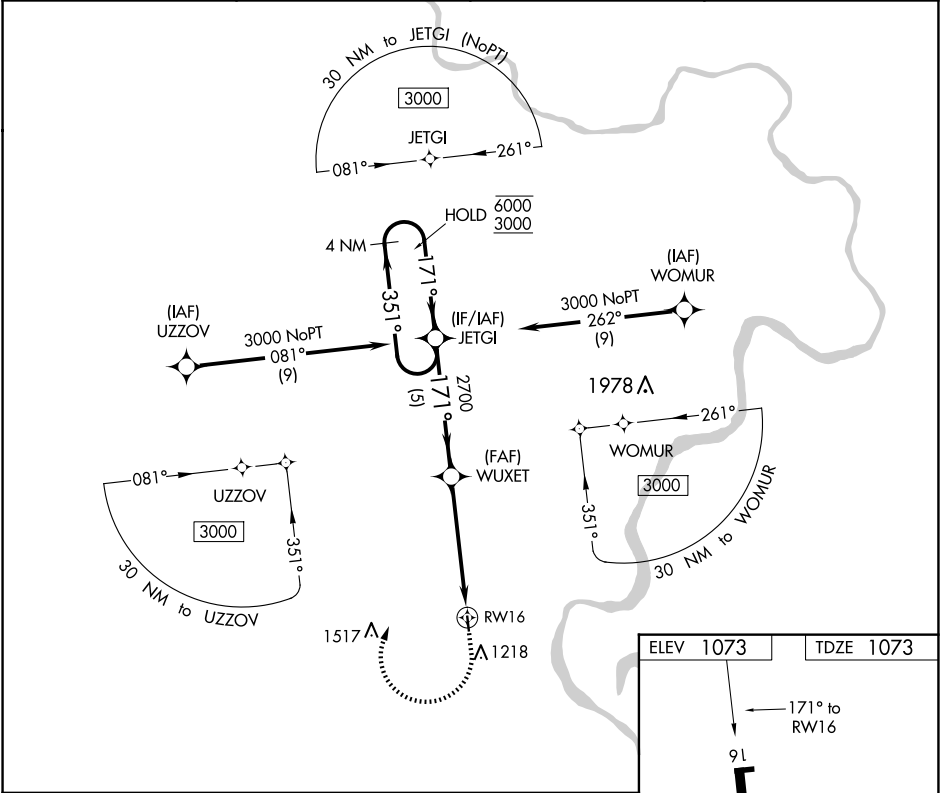 30 NM to JETGI (NoPT)
3000
JETGI
081°
261°
HOLD
6000
3000
4 NM
171°
351°
(IAF)
WOMUR
3000 NoPT
262°
(9)
(IAF)
UZZOV
3000 NoPT
081°
(9)
(IF/IAF)
JETGI
2700
171°
(5)
1978
261°
WOMUR
3000
351°
30 NM to WOMUR
(FAF)
WUXET
081°
UZZOV
3000
351°
30 NM to UZZOV
RW16
1517
1218
ELEV 1073
TDZE 1073
171° to
RW16
16